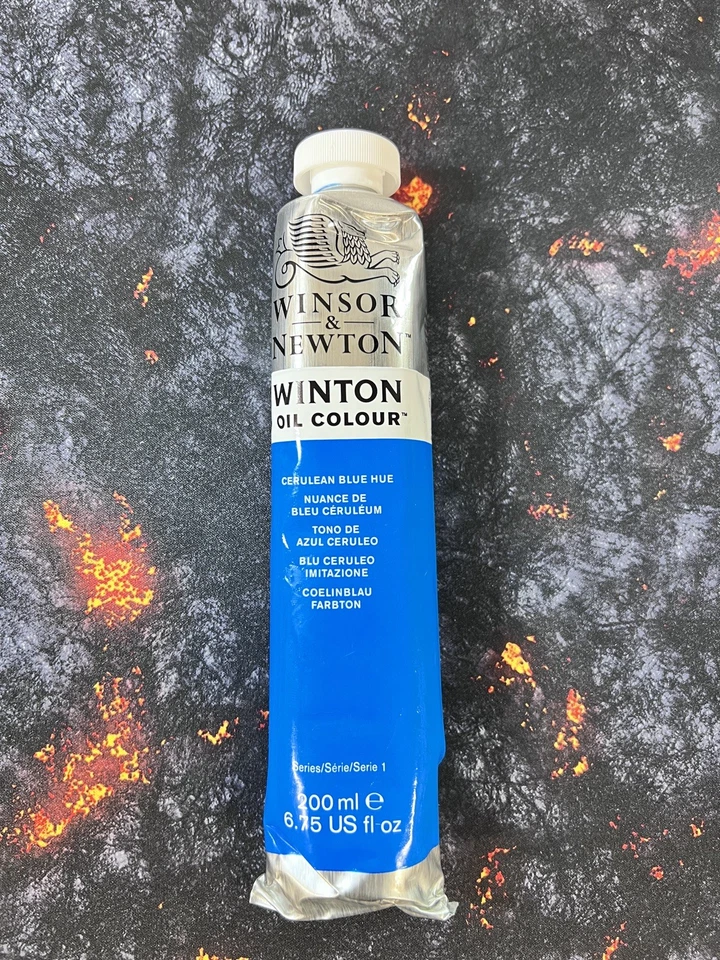 WINSOR
&
NEWTON™
WINTON
OIL COLOUR™
CERULEAN BLUE HUE
NUANCE DE
BLEU CÉRULÉUM
TONO DE
AZUL CERULEO
BLU CERULEO
IMITAZIONE
COELINBLAU
FARBTON
Series/Série/Serie 1
200 ml ℮
6.75 US fl oz